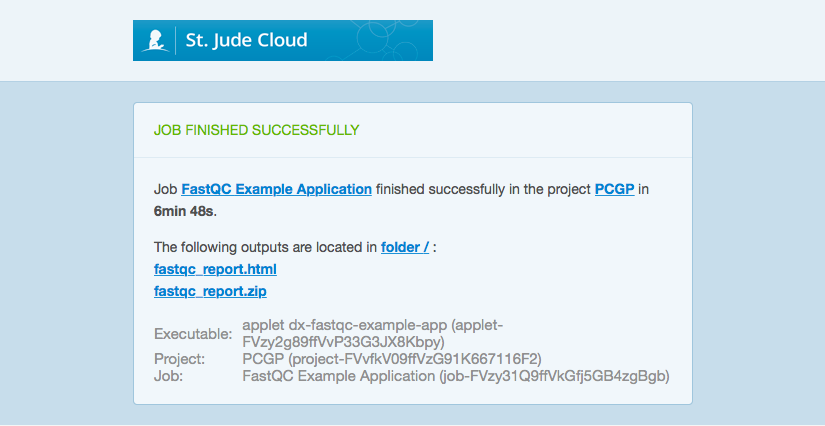 St. Jude Cloud
JOB FINISHED SUCCESSFULLY
Job FastQC Example Application finished successfully in the project PCGP in
6min 48s.
The following outputs are located in folder / :
fastqc_report.html
fastqc_report.zip
Executable: applet dx-fastqc-example-app (applet-
FVzy2g89ffVvP33G3JX8Kbpy)
Project: PCGP (project-FVvfkV09ffVzG91K667116F2)
Job: FastQC Example Application (job-FVzy31Q9ffVkGfj5GB4zgBgb)